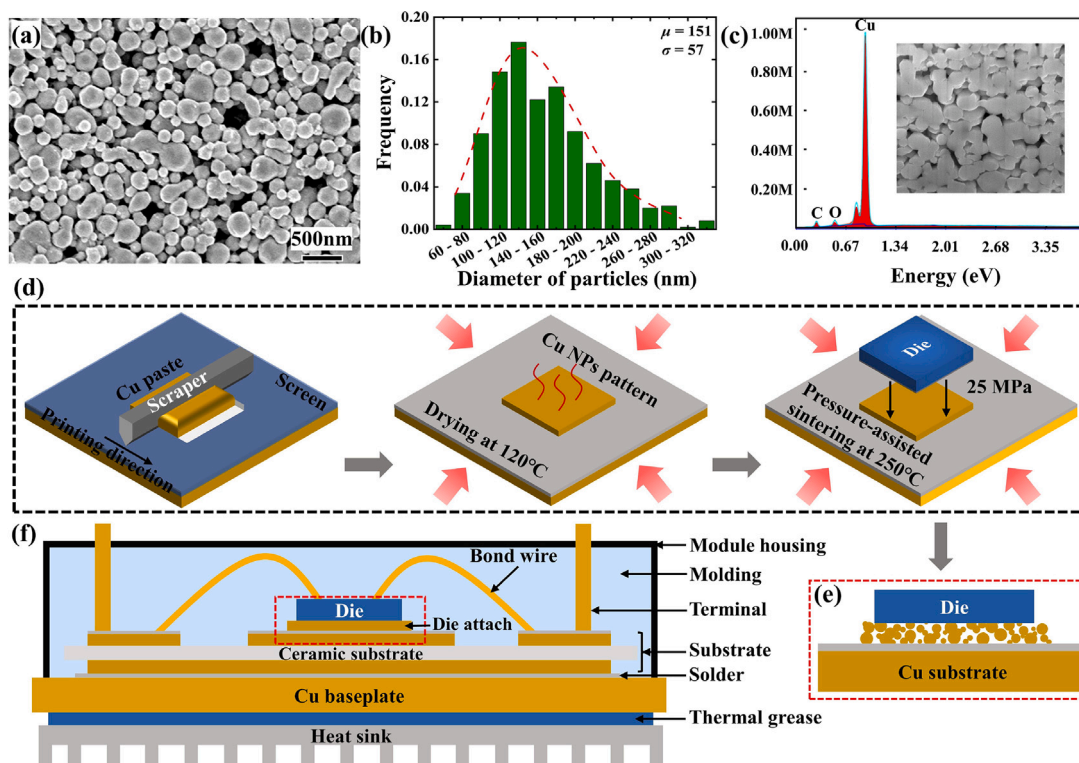 (a)
500nm
(b)
μ = 151
σ = 57
Frequency
0.20
0.16
0.12
0.08
0.04
0.00
60 - 80
100 - 120
140 - 160
180 - 200
220 - 240
260 - 280
300 - 320
Diameter of particles (nm)
(c)
Cu
1.00M
0.80M
0.60M
0.40M
0.20M
C
O
0.00
0.67
1.34
2.01
2.68
3.35
Energy (eV)
(d)
Cu paste
Scraper
Screen
Printing direction
Cu NPs pattern
Drying at 120°C
Die
25 MPa
Pressure-assisted
sintering at 250°C
(f)
Bond wire
Die
Die attach
Ceramic substrate
Cu baseplate
Heat sink
Module housing
Molding
Terminal
Substrate
Solder
Thermal grease
(e)
Die
Cu substrate